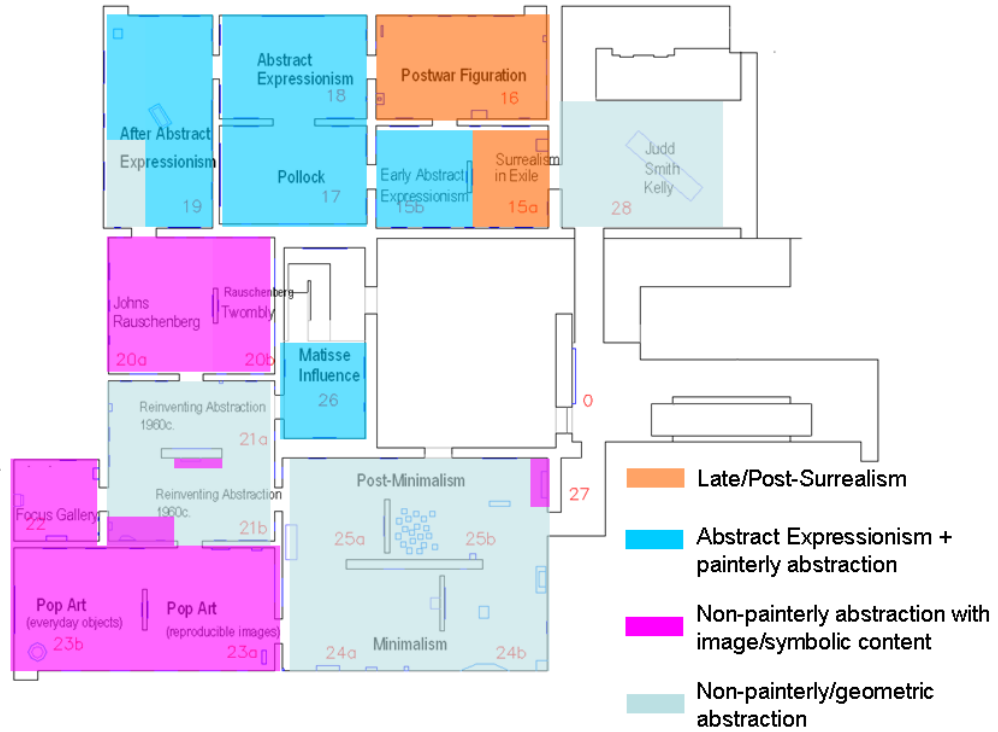 Abstract
Expressionism
18
Postwar Figuration
16
After Abstract
Expressionism
19
Pollock
17
Early Abstract
Expressionism
15b
Surrealism
in Exile
15a
Judd
Smith
Kelly
28
Johns
Rauschenberg
20a
Rauschenberg
Twombly
20b
Matisse
Influence
26
Reinventing Abstraction
1960c.
21a
Reinventing Abstraction
1960c.
21b
Focus Gallery
22
Pop Art
(everyday objects)
23b
Pop Art
(reproducible images)
23a
Post-Minimalism
25a
25b
Minimalism
24a
24b
0
27
Late/Post-Surrealism
Abstract Expressionism +
painterly abstraction
Non-painterly abstraction with
image/symbolic content
Non-painterly/geometric
abstraction